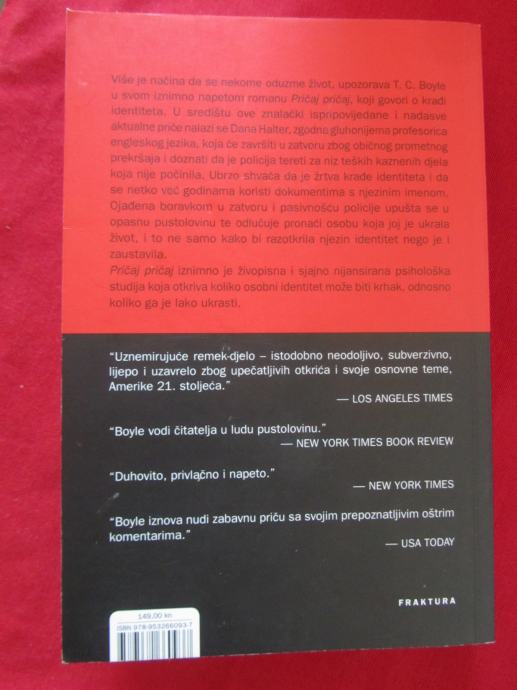 Više je načina da se nekome oduzme život, upozorava T. C. Boyle
u svom iznimno napetom romanu Pričaj pričaj, koji govori o krađi
identiteta. U središtu ove znalački ispripovijedane i nadasve
aktualne priče nalazi se Dana Halter, zgodna gluhonijema profesorica
engleskog jezika, koja će završiti u zatvoru zbog običnog prometnog
prekršaja i doznati da je policija tereti za niz teških kaznenih djela
koja nije počinila. Ubrzo shvaća da je žrtva krađe identiteta i da
se netko već godinama koristi dokumentima s njezinim imenom.
Ojađena boravkom u zatvoru i pasivnošću policije upušta se u
opasnu pustolovinu te odlučuje pronaći osobu koja joj je ukrala
život, i to ne samo kako bi razotkrila njezin identitet nego je i
zaustavila.
Pričaj pričaj iznimno je živopisna i sjajno nijansirana psihološka
studija koja otkriva koliko osobni identitet može biti krhak, odnosno
koliko ga je lako ukrasti.
“Uznemirujuće remek-djelo – istodobno neodoljivo, subverzivno,
lijepo i uzavrelo zbog upečatljivih otkrića i svoje osnovne teme,
Amerike 21. stoljeća.”
— LOS ANGELES TIMES
“Boyle vodi čitatelja u ludu pustolovinu.”
— NEW YORK TIMES BOOK REVIEW
“Duhovito, privlačno i napeto.”
— NEW YORK TIMES
“Boyle iznova nudi zabavnu priču sa svojim prepoznatljivim oštrim
komentarima.”
— USA TODAY
FRAKTURA
149,00 kn
ISBN 978-953266093-7